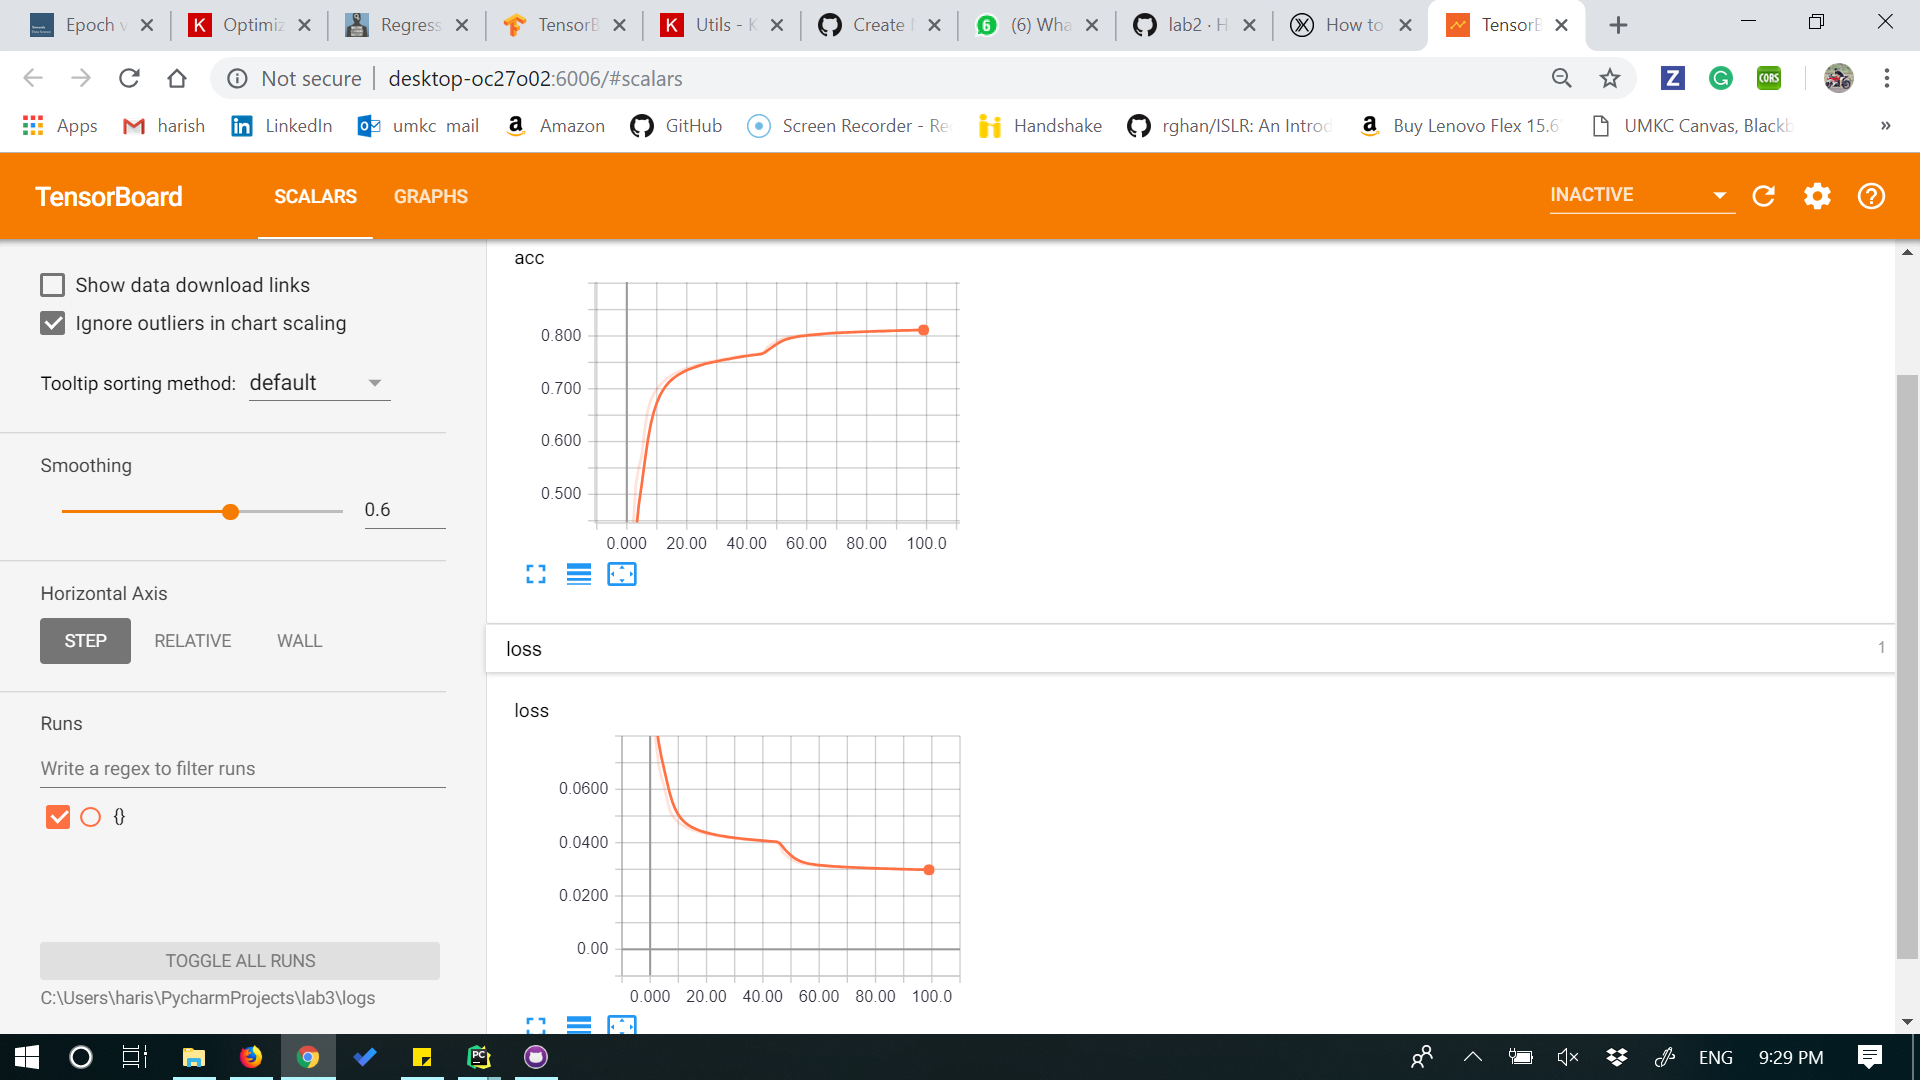 Epoch v
Optimiz
Regress
TensorB
Utils - K
Create
(6) Wha
lab2 · H
How to
TensorB
Not secure
desktop-oc27o02:6006/#scalars
Apps
harish
LinkedIn
umkc mail
Amazon
GitHub
Screen Recorder - Re
Handshake
rghan/ISLR: An Introd
Buy Lenovo Flex 15.6
UMKC Canvas, Blackb
»
TensorBoard
SCALARS
GRAPHS
INACTIVE
Show data download links
Ignore outliers in chart scaling
Tooltip sorting method: default
Smoothing
0.6
Horizontal Axis
STEP
RELATIVE
WALL
Runs
Write a regex to filter runs
{}
TOGGLE ALL RUNS
C:\Users\haris\PycharmProjects\lab3\logs
acc
0.800
0.700
0.600
0.500
0.000 20.00 40.00 60.00 80.00 100.0
loss
1
loss
0.0600
0.0400
0.0200
0.00
0.000 20.00 40.00 60.00 80.00 100.0
ENG
9:29 PM